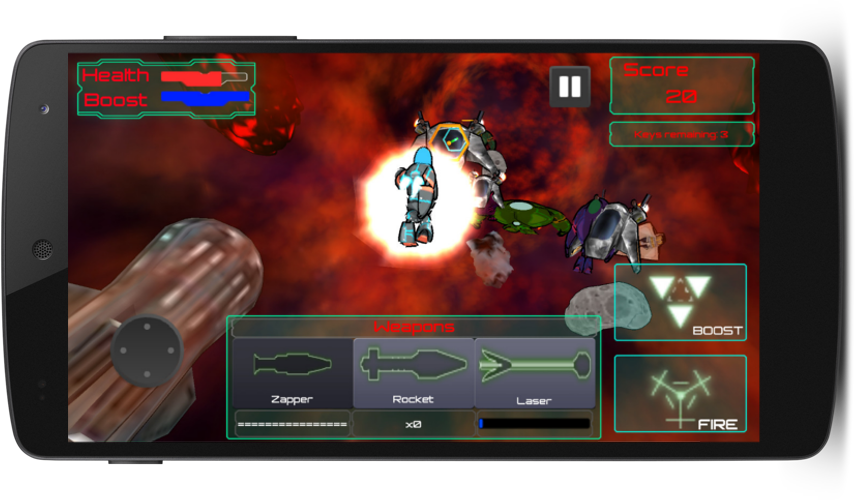 Health
Boost
Score
20
Keys remaining: 3
Weapons
Zapper
Rocket
Laser
x0
BOOST
FIRE